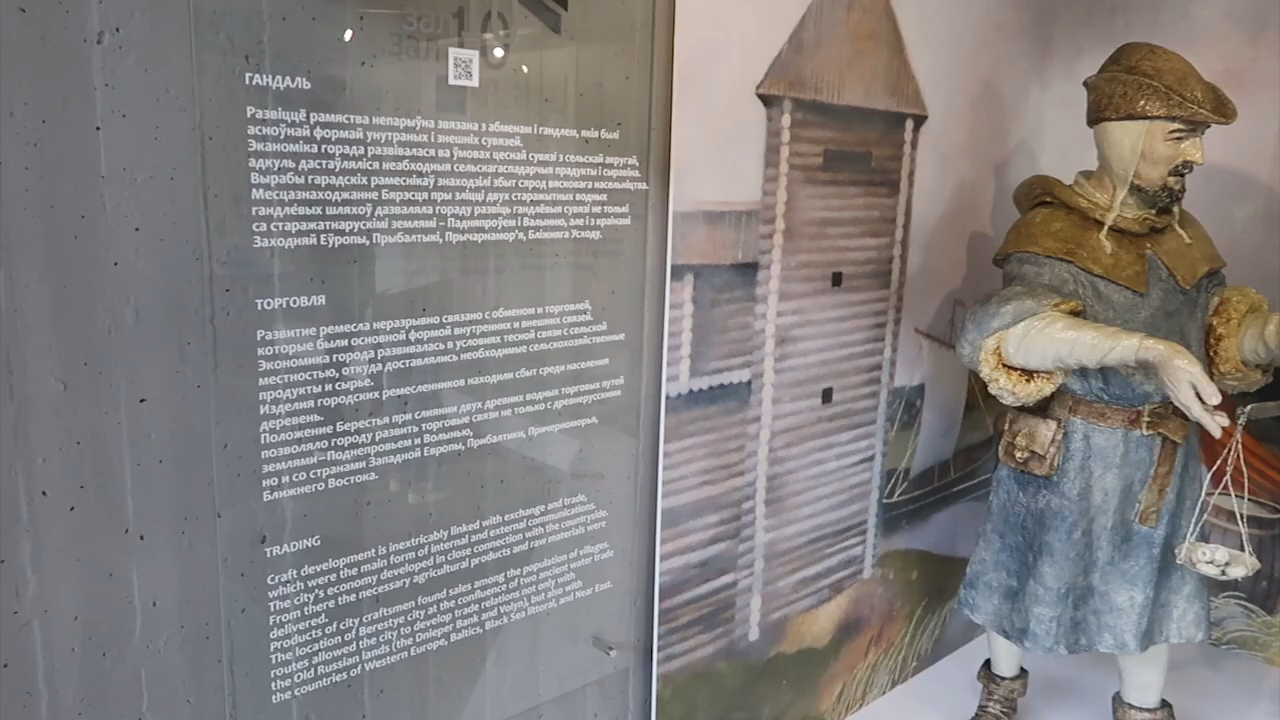 Зал 10
ГАНДАЛЬ
Развіццё рамяства непарыўна звязана з абменам і гандлем, якія былі
асноўнай формай унутраных і знешніх сувязей.
Эканоміка горада развівалася ва ўмовах цеснай сувязі з сельскай акругай,
адкуль дастаўляліся неабходныя сельскагаспадарчыя прадукты і сыравіна.
Вырабы гарадскіх рамеснікаў знаходзілі збыт сярод вясковага насельніцтва.
Месцазнаходжанне Бярэсця пры зліцці двух старажытных водных
гандлёвых шляхоў дазваляла гораду развіць гандлёвыя сувязі не толькі
са старажытнарускімі землямі – Падняпроўем і Валынню, але і з краінамі
Заходняй Еўропы, Прыбалтыкі, Прычарнамор'я, Бліжняга Усходу.
ТОРГОВЛЯ
Развитие ремесла неразрывно связано с обменом и торговлей,
которые были основной формой внутренних и внешних связей.
Экономика города развивалась в условиях тесной связи с сельской
местностью, откуда доставлялись необходимые сельскохозяйственные
продукты и сырье.
Изделия городских ремесленников находили сбыт среди населения
деревень.
Положение Берестья при слиянии двух древних водных торговых путей
позволяло городу развить торговые связи не только с древнерусскими
землями–Поднепровьем и Волынью,
но и со странами Западной Европы, Прибалтики, Причерноморья,
Ближнего Востока.
TRADING
Craft development is inextricably linked with exchange and trade,
which were the main form of internal and external communications.
The city's economy developed in close connection with the countryside.
From there the necessary agricultural products and raw materials were
delivered.
Products of city craftsmen found sales among the population of villages.
The location of Berestye city at the confluence of two ancient water trade
routes allowed the city to develop trade relations not only with
the Old Russian lands (the Dnieper Bank and Volyn), but also with
the countries of Western Europe, Baltics, Black Sea littoral, and Near East.